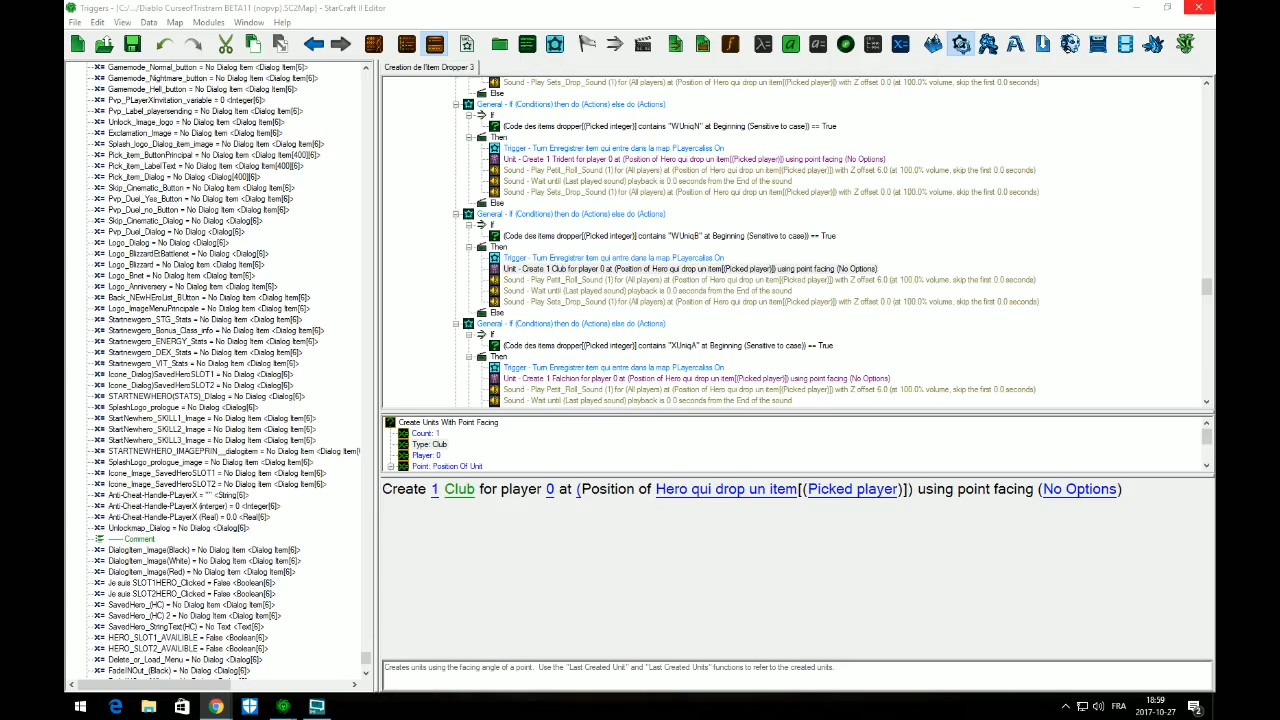 Triggers - [C:/.../Diablo CurseofTristram BETA11 (nopvp).SC2Map] - StarCraft II Editor
File Edit View Data Map Modules Window Help
Creation de l'Item Dropper 3
Gamemode_Normal_button = No Dialog Item <Dialog Item[6]>
Gamemode_Nightmare_button = No Dialog Item <Dialog Item[6]>
Gamemode_Hell_button = No Dialog Item <Dialog Item[6]>
Pvp_PLayerXInvitation_variable = 0 <Integer[6]>
Pvp_Label_playersending = No Dialog Item <Dialog Item[6]>
Unlock_Image_logo = No Dialog Item <Dialog Item[6]>
Exclamation_Image = No Dialog Item <Dialog Item[6]>
Splash_logo_Dialog_item_image = No Dialog Item <Dialog Item[6]>
Pick_item_ButtonPrincipal = No Dialog Item <Dialog Item[400]>
Pick_item_LabelText = No Dialog Item <Dialog Item[400]>
Pick_item_Dialog = No Dialog <Dialog[400]>
Skip_Cinematic_Button = No Dialog Item <Dialog Item[6]>
Pvp_Duel_Yes_Button = No Dialog Item <Dialog Item[6]>
Pvp_Duel_no_Button = No Dialog Item <Dialog Item[6]>
Skip_Cinematic_Dialog = No Dialog <Dialog[6]>
Pvp_Duel_Dialog = No Dialog <Dialog[6]>
Logo_Dialog = No Dialog <Dialog[6]>
Logo_BlizzardEtBattlenet = No Dialog Item <Dialog Item[6]>
Logo_Blizzard = No Dialog Item <Dialog Item[6]>
Logo_Bnet = No Dialog Item <Dialog Item[6]>
Logo_Anniversery = No Dialog Item <Dialog Item[6]>
Back_NEwHEroList_BUtton = No Dialog Item <Dialog Item[6]>
Logo_ImageMenuPrincipale = No Dialog Item <Dialog Item[6]>
Startnewgero_STG_Stats = No Dialog Item <Dialog Item[6]>
Startnewgero_Bonus_Class_info = No Dialog Item <Dialog Item[6]>
Startnewgero_ENERGY_Stats = No Dialog Item <Dialog Item[6]>
Startnewgero_DEX_Stats = No Dialog Item <Dialog Item[6]>
Startnewgero_VIT_Stats = No Dialog Item <Dialog Item[6]>
Icone_Dialog)SavedHeroSLOT1 = No Dialog <Dialog[6]>
Icone_Dialog)SavedHeroSLOT2 = No Dialog <Dialog[6]>
STARTNEWHERO(STATS)_DIalog = No Dialog <Dialog[6]>
SplashLogo_prologue = No Dialog <Dialog[6]>
StartNewhero_SKILL1_Image = No Dialog Item <Dialog Item[6]>
StartNewhero_SKILL2_Image = No Dialog Item <Dialog Item[6]>
StartNewhero_SKILL3_Image = No Dialog Item <Dialog Item[6]>
STARTNEWHERO_IMAGEPRIN__dialogitem = No Dialog Item <Dialog Item[6]
SplashLogo_prologue_image = No Dialog Item <Dialog Item[6]>
Icone_Image_SavedHeroSLOT1 = No Dialog Item <Dialog Item[6]>
Icone_Image_SavedHeroSLOT2 = No Dialog Item <Dialog Item[6]>
Anti-Cheat-Handle-PLayerX = "" <String[6]>
Anti-Cheat-Handle-PLayerX (interger) = 0 <Integer[6]>
Anti-Cheat-Handle-PLayerX (Real) = 0.0 <Real[6]>
Unlockmap_Dialog = No Dialog <Dialog[6]>
------ Comment
DialogItem_Image(Black) = No Dialog Item <Dialog Item[6]>
DialogItem_Image(White) = No Dialog Item <Dialog Item[6]>
DialogItem_Image(Red) = No Dialog Item <Dialog Item[6]>
Je suis SLOT1HERO_Clicked = False <Boolean[6]>
Je suis SLOT2HERO_Clicked = False <Boolean[6]>
SavedHero_(HC) = No Dialog Item <Dialog Item[6]>
SavedHero_(HC) 2 = No Dialog Item <Dialog Item[6]>
SavedHero_StringText(HC) = No Text <Text[6]>
HERO_SLOT1_AVAILIBLE = False <Boolean[6]>
HERO_SLOT2_AVAILIBLE = False <Boolean[6]>
Delete_or_Load_Menu = No Dialog <Dialog[6]>
FadeINOut_(Black) = No Dialog <Dialog[6]>
Sound - Play Sets_Drop_Sound (1) for (All players) at (Position of Hero qui drop un item[(Picked player)]) with Z offset 0.0 (at 100.0% volume, skip the first 0.0 seconds)
Else
General - If (Conditions) then do (Actions) else do (Actions)
If
(Code des items dropper[(Picked integer)] contains "WUniqN" at Beginning (Sensitive to case)) == True
Then
Trigger - Turn Enregistrer item qui entre dans la map PLayercaliss On
Unit - Create 1 Trident for player 0 at (Position of Hero qui drop un item[(Picked player)]) using point facing (No Options)
Sound - Play Petit_Roll_Sound (1) for (All players) at (Position of Hero qui drop un item[(Picked player)]) with Z offset 6.0 (at 100.0% volume, skip the first 0.0 seconds)
Sound - Wait until (Last played sound) playback is 0.0 seconds from the End of the sound
Sound - Play Sets_Drop_Sound (1) for (All players) at (Position of Hero qui drop un item[(Picked player)]) with Z offset 0.0 (at 100.0% volume, skip the first 0.0 seconds)
Else
General - If (Conditions) then do (Actions) else do (Actions)
If
(Code des items dropper[(Picked integer)] contains "WUniqB" at Beginning (Sensitive to case)) == True
Then
Trigger - Turn Enregistrer item qui entre dans la map PLayercaliss On
Unit - Create 1 Club for player 0 at (Position of Hero qui drop un item[(Picked player)]) using point facing (No Options)
Sound - Play Petit_Roll_Sound (1) for (All players) at (Position of Hero qui drop un item[(Picked player)]) with Z offset 6.0 (at 100.0% volume, skip the first 0.0 seconds)
Sound - Wait until (Last played sound) playback is 0.0 seconds from the End of the sound
Sound - Play Sets_Drop_Sound (1) for (All players) at (Position of Hero qui drop un item[(Picked player)]) with Z offset 0.0 (at 100.0% volume, skip the first 0.0 seconds)
Else
General - If (Conditions) then do (Actions) else do (Actions)
If
(Code des items dropper[(Picked integer)] contains "XUniqA" at Beginning (Sensitive to case)) == True
Then
Trigger - Turn Enregistrer item qui entre dans la map PLayercaliss On
Unit - Create 1 Falchion for player 0 at (Position of Hero qui drop un item[(Picked player)]) using point facing (No Options)
Sound - Play Petit_Roll_Sound (1) for (All players) at (Position of Hero qui drop un item[(Picked player)]) with Z offset 6.0 (at 100.0% volume, skip the first 0.0 seconds)
Sound - Wait until (Last played sound) playback is 0.0 seconds from the End of the sound
Create Units With Point Facing
Count: 1
Type: Club
Player: 0
Point: Position Of Unit
Create 1 Club for player 0 at (Position of Hero qui drop un item[(Picked player)]) using point facing (No Options)
Creates units using the facing angle of a point. Use the "Last Created Unit" and "Last Created Units" functions to refer to the created units.
FRA
18:59
2017-10-27
2